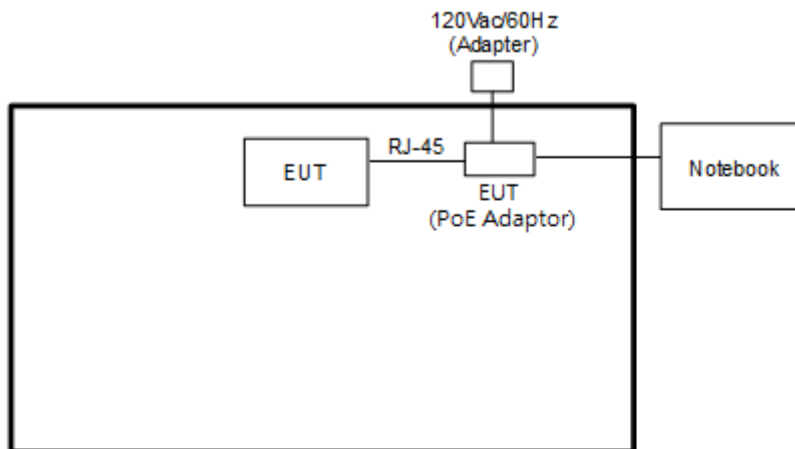 120Vac/60Hz
(Adapter)
RJ-45
EUT
Notebook
EUT
(PoE Adaptor)